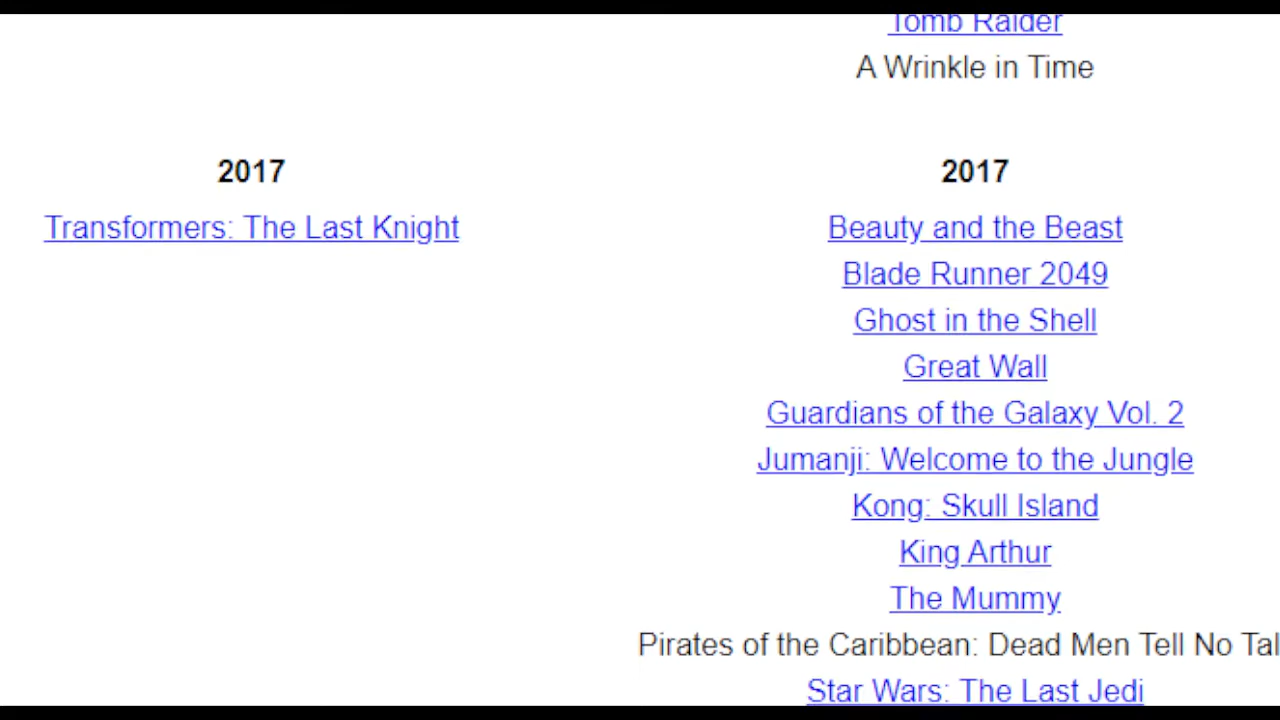 Tomb Raider
A Wrinkle in Time
2017
2017
Transformers: The Last Knight
Beauty and the Beast
Blade Runner 2049
Ghost in the Shell
Great Wall
Guardians of the Galaxy Vol. 2
Jumanji: Welcome to the Jungle
Kong: Skull Island
King Arthur
The Mummy
Pirates of the Caribbean: Dead Men Tell No Tal
Star Wars: The Last Jedi